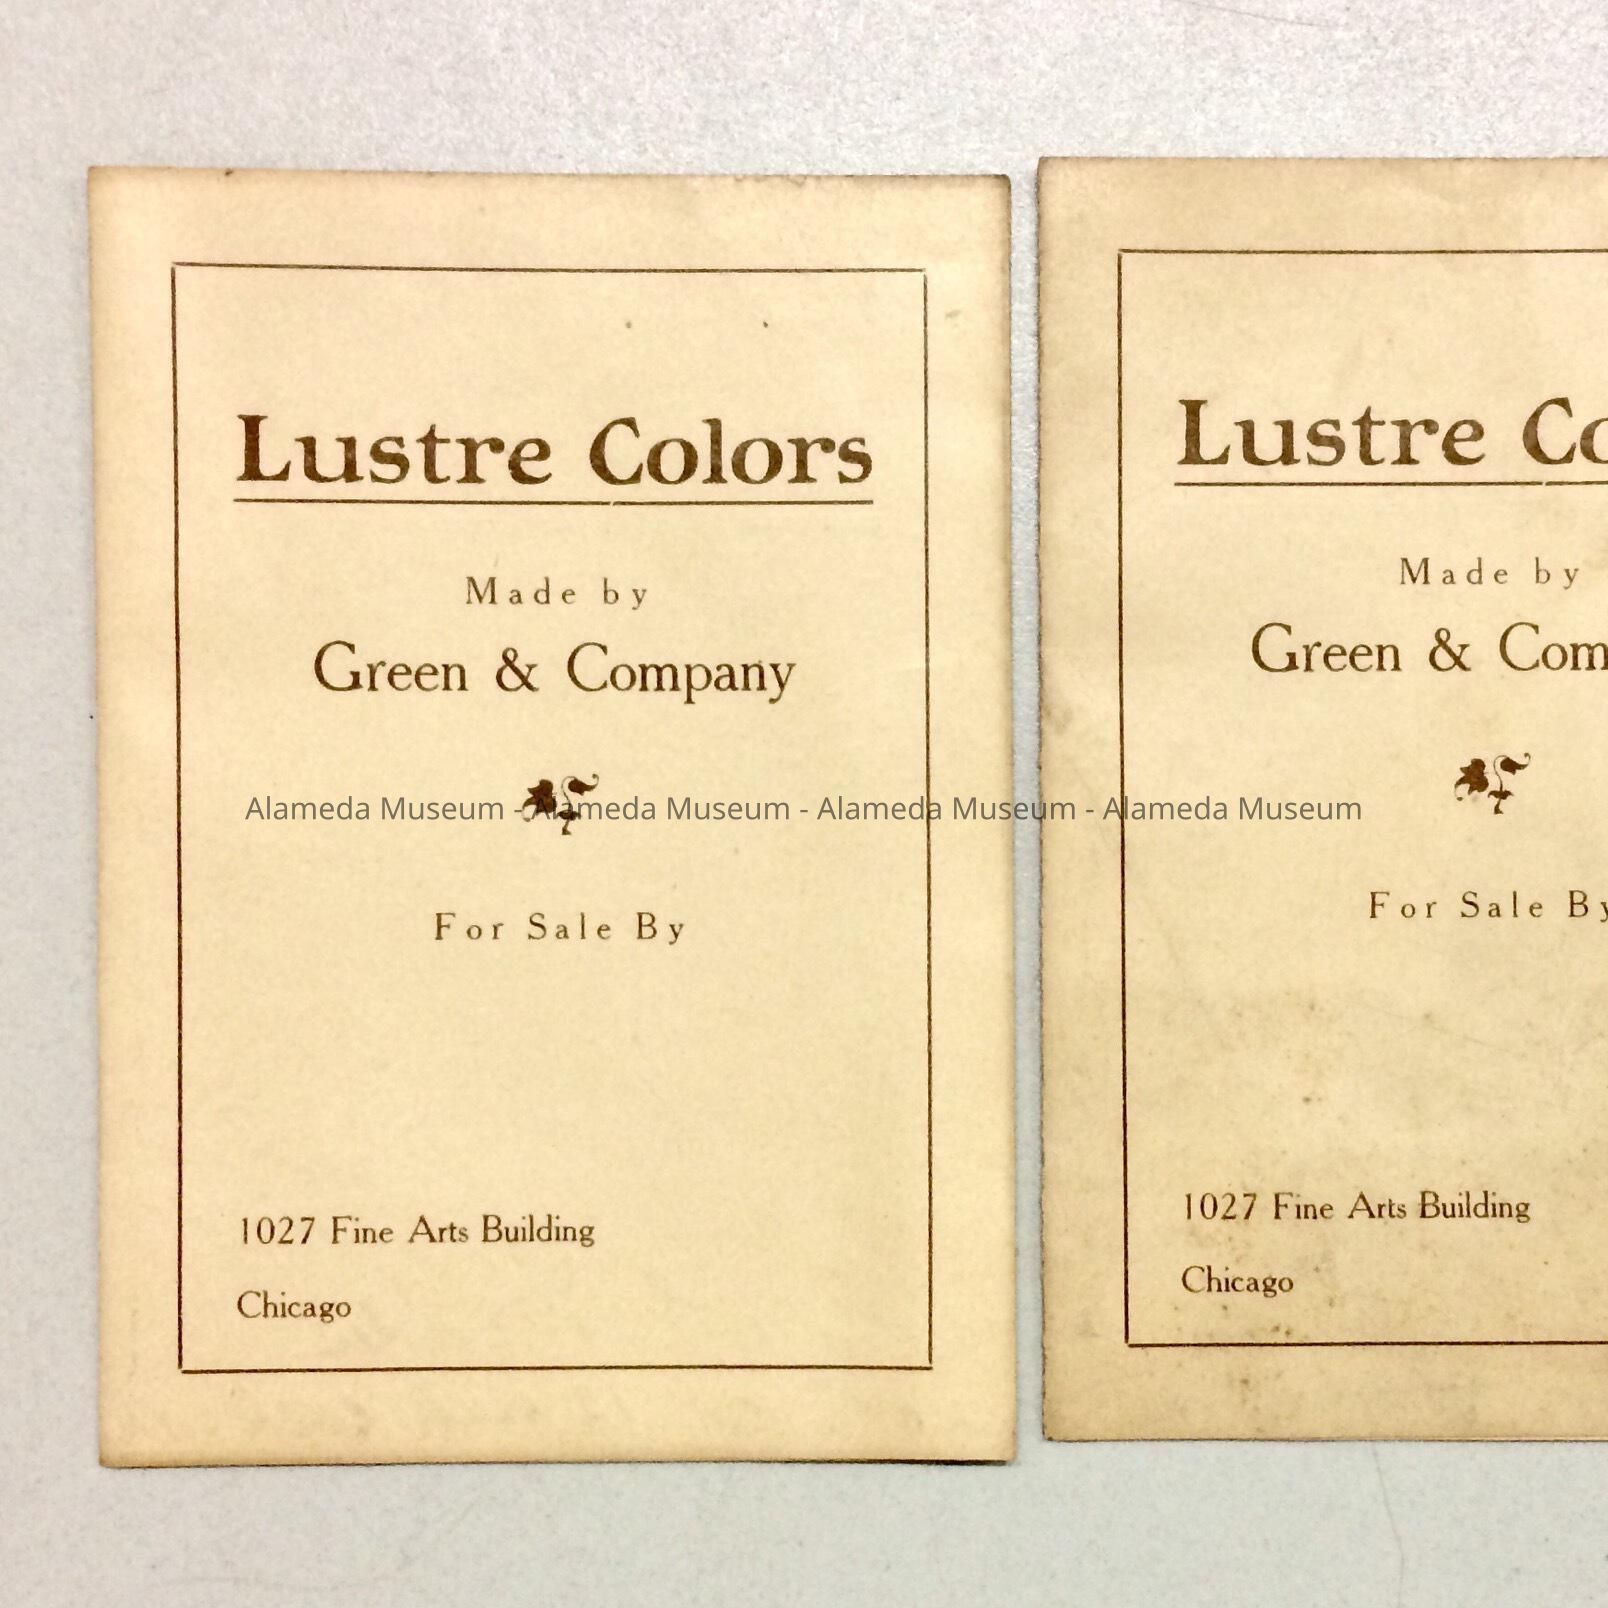 Lustre Colors
Made by
Green & Company
For Sale By
1027 Fine Arts Building
Chicago
Lustre Co
Made by
Green & Com
For Sale By
1027 Fine Arts Building
Chicago
Alameda Museum - Alameda Museum - Alameda Museum - Alameda Museum